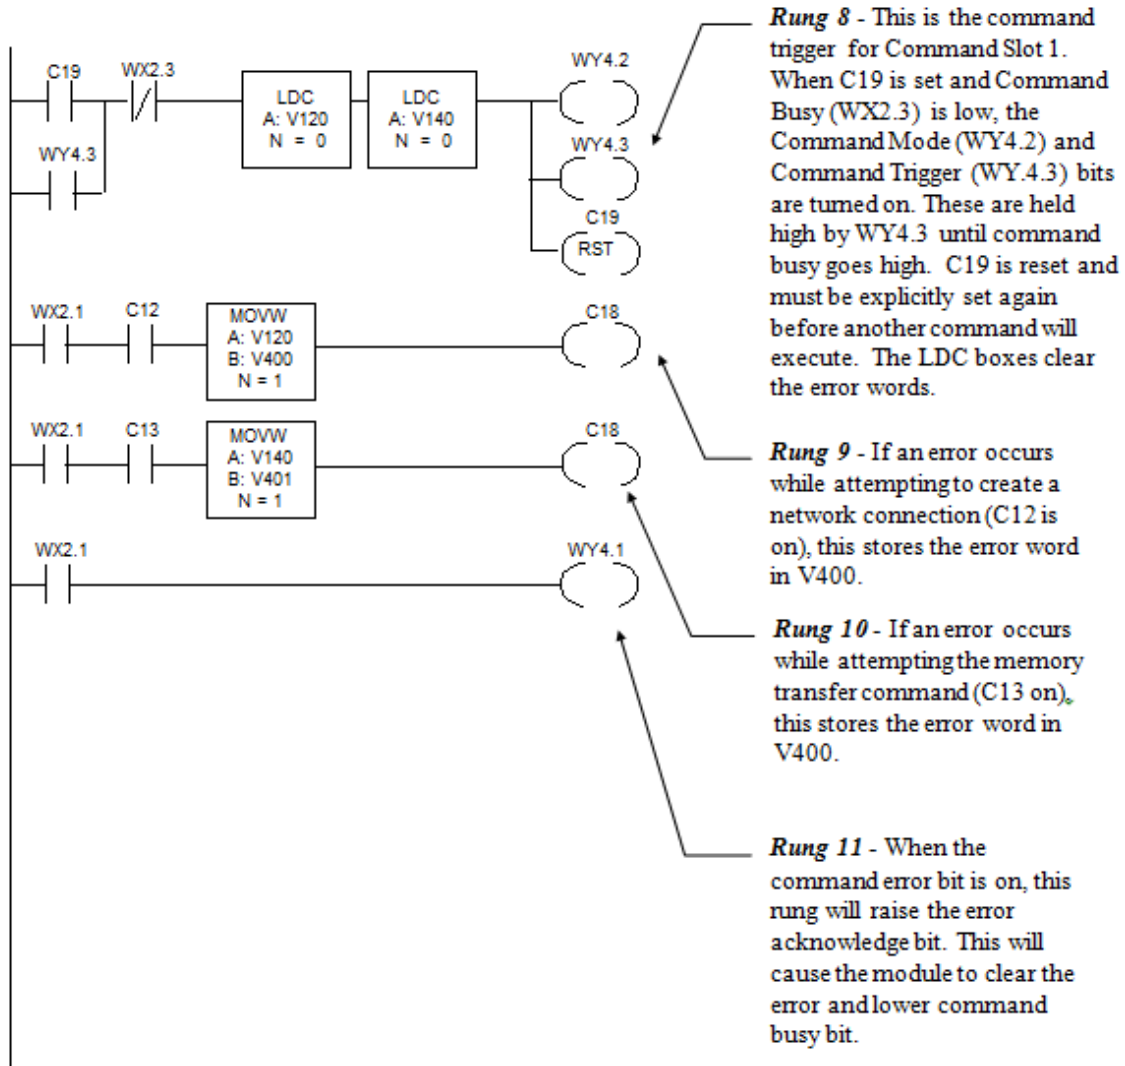 C19
WX2.3
LDC
A: V120
N = 0
LDC
A: V140
N = 0
WY4.2
WY4.3
WY4.3
C19
RST
WX2.1
C12
MOVW
A: V120
B: V400
N = 1
C18
WX2.1
C13
MOVW
A: V140
B: V401
N = 1
C18
WX2.1
WY4.1
Rung 8 - This is the command
trigger for Command Slot 1.
When C19 is set and Command
Busy (WX2.3) is low, the
Command Mode (WY4.2) and
Command Trigger (WY.4.3) bits
are turned on. These are held
high by WY4.3 until command
busy goes high. C19 is reset and
must be explicitly set again
before another command will
execute. The LDC boxes clear
the error words.
Rung 9 - If an error occurs
while attempting to create a
network connection (C12 is
on), this stores the error word
in V400.
Rung 10 - If an error occurs
while attempting the memory
transfer command (C13 on),
this stores the error word in
V400.
Rung 11 - When the
command error bit is on, this
rung will raise the error
acknowledge bit. This will
cause the module to clear the
error and lower command
busy bit.